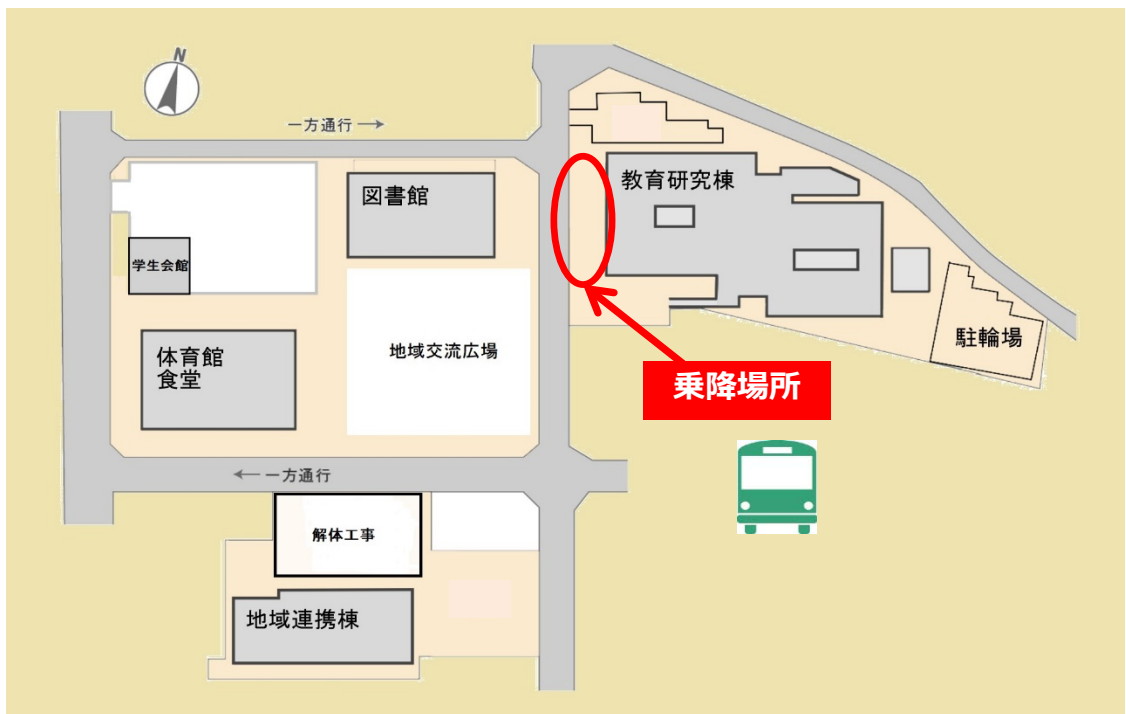 N
一方通行 →
図書館
教育研究棟
学生会館
体育館
食堂
地域交流広場
駐輪場
乗降場所
← 一方通行
解体工事
地域連携棟